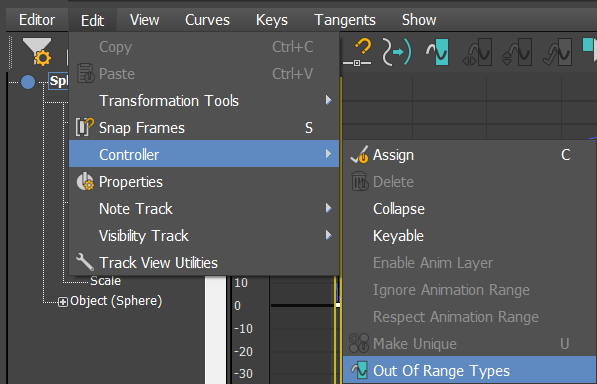 Editor Edit View Curves Keys Tangents Show
Copy Ctrl+C
Paste Ctrl+V
Transformation Tools
Snap Frames S
Controller
Properties
Note Track
Visibility Track
Track View Utilities
Assign C
Delete
Collapse
Keyable
Enable Anim Layer
Ignore Animation Range
Respect Animation Range
Make Unique U
Out Of Range Types
Scale
Object (Sphere)
10
0
-10
-20
-30